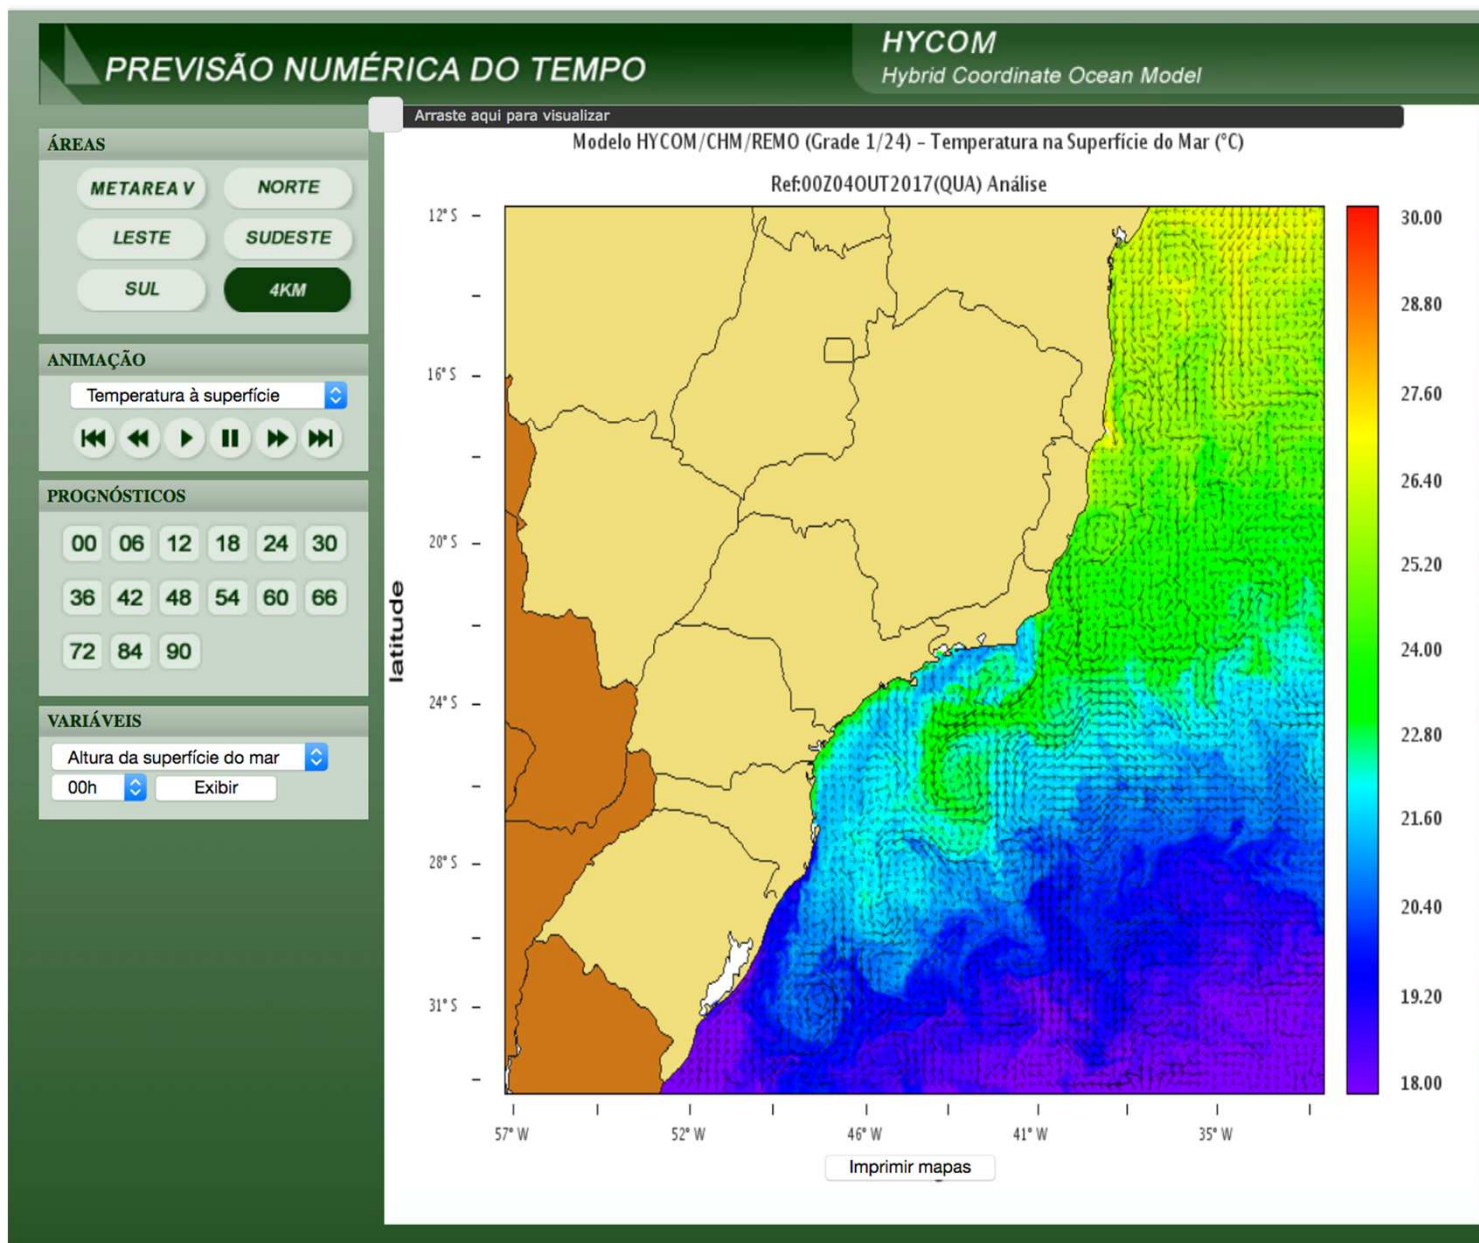 PREVISÃO NUMÉRICA DO TEMPO
HYCOM
Hybrid Coordinate Ocean Model
Arraste aqui para visualizar
ÁREAS
METAREA V
NORTE
LESTE
SUDESTE
SUL
4KM
ANIMAÇÃO
Temperatura à superfície
PROGNÓSTICOS
00 06 12 18 24 30
36 42 48 54 60 66
72 84 90
VARIÁVEIS
Altura da superfície do mar
00h
Exibir
Modelo HYCOM/CHM/REMO (Grade 1/24) – Temperatura na Superfície do Mar (°C)
Ref:00Z04OUT2017(QUA) Análise
latitude
12°S
16°S
20°S
24°S
28°S
31°S
57°W 52°W 46°W 41°W 35°W
30.00
28.80
27.60
26.40
25.20
24.00
22.80
21.60
20.40
19.20
18.00
Imprimir mapas